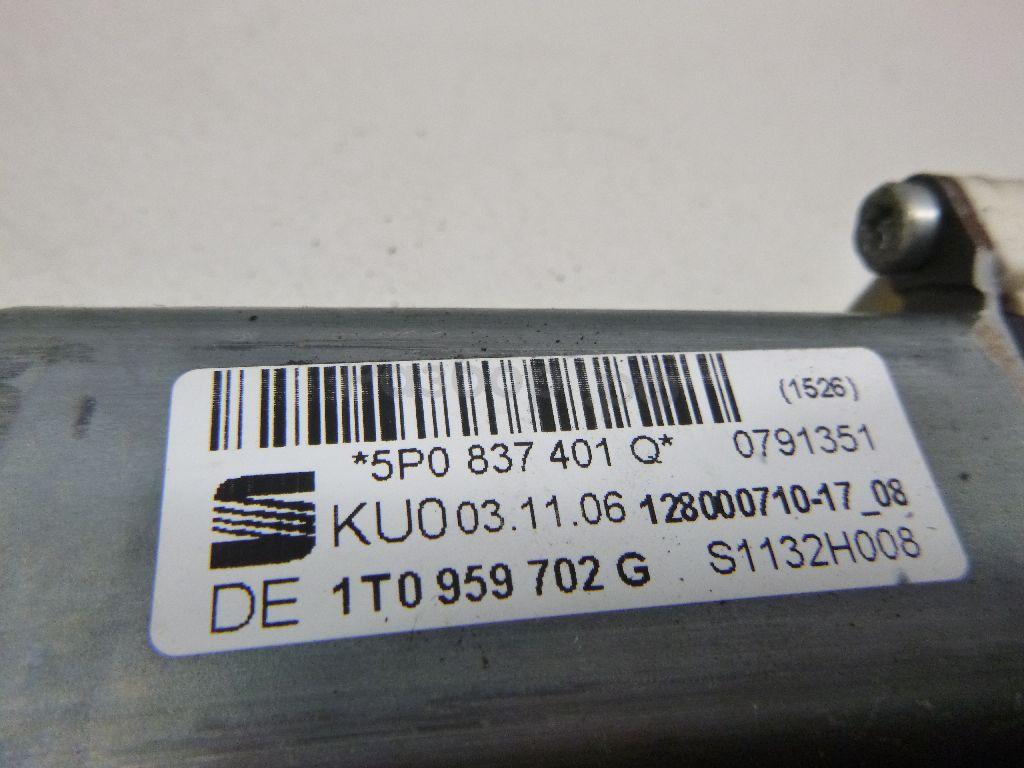 (1526)
*5P0 837 401 Q* 0791351
KU0 03.11.06 128000710-17_08
DE 1T0 959 702 G S1132H008